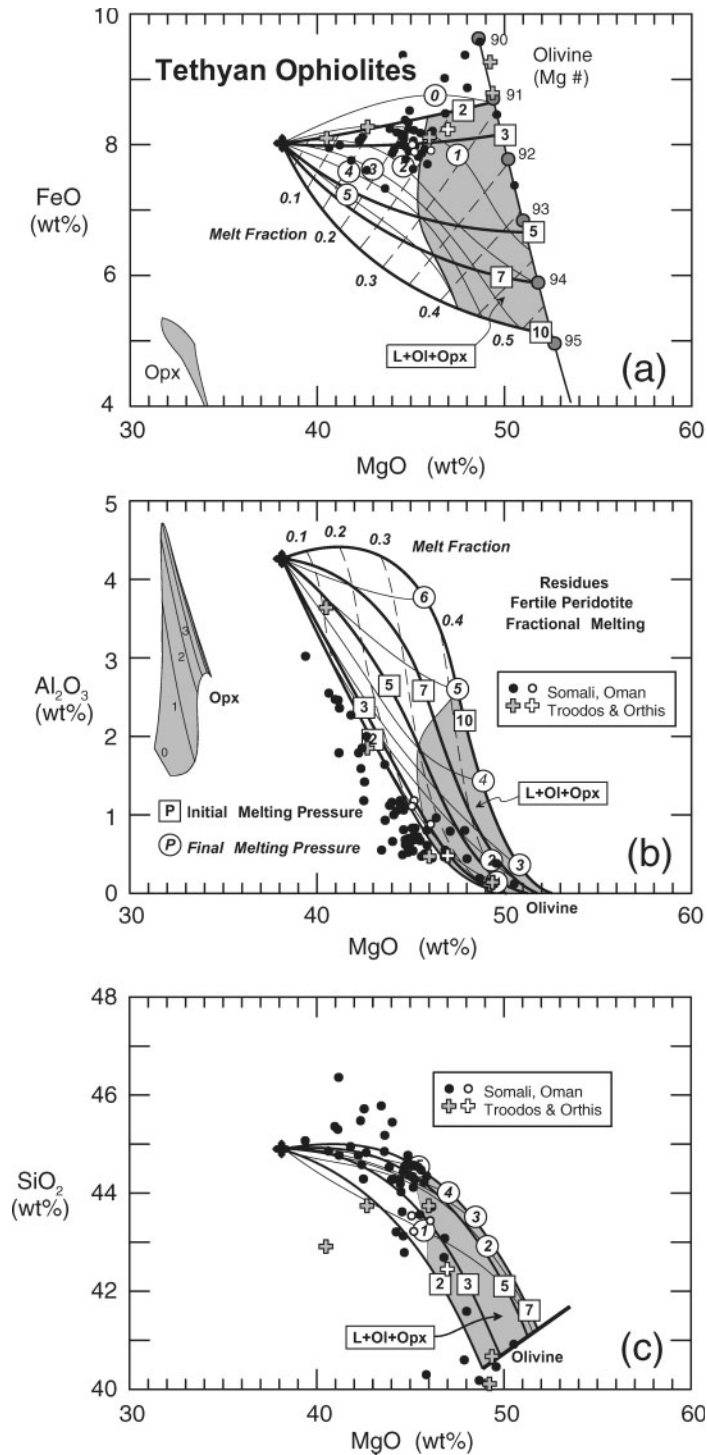 10
90
Olivine
(Mg #)
Tethyan Ophiolites
0
2
91
8
3
1
92
4
3
2
FeO
(wt%)
5
0.1
93
5
Melt Fraction
0.2
7
94
6
0.3
0.4
10
0.5
95
L+Ol+Opx
Opx
(a)
4
30
40
50
60
MgO (wt%)
5
0.1
0.2
0.3
Melt Fraction
4
6
Residues
Fertile Peridotite
Fractional Melting
0.4
3
3
2
Opx
5
7
5
Somali, Oman
Al2O3
(wt%)
1
3
10
Troodos & Orthis
2
2
0
4
L+Ol+Opx
P Initial Melting Pressure
1
P Final Melting Pressure
2
3
(b)
0
1
Olivine
30
40
50
60
MgO (wt%)
48
46
Somali, Oman
Troodos & Orthis
5
4
SiO2
(wt%)
44
3
1
2
2
3
5
42
7
L+Ol+Opx
Olivine
(c)
40
30
40
50
60
MgO (wt%)